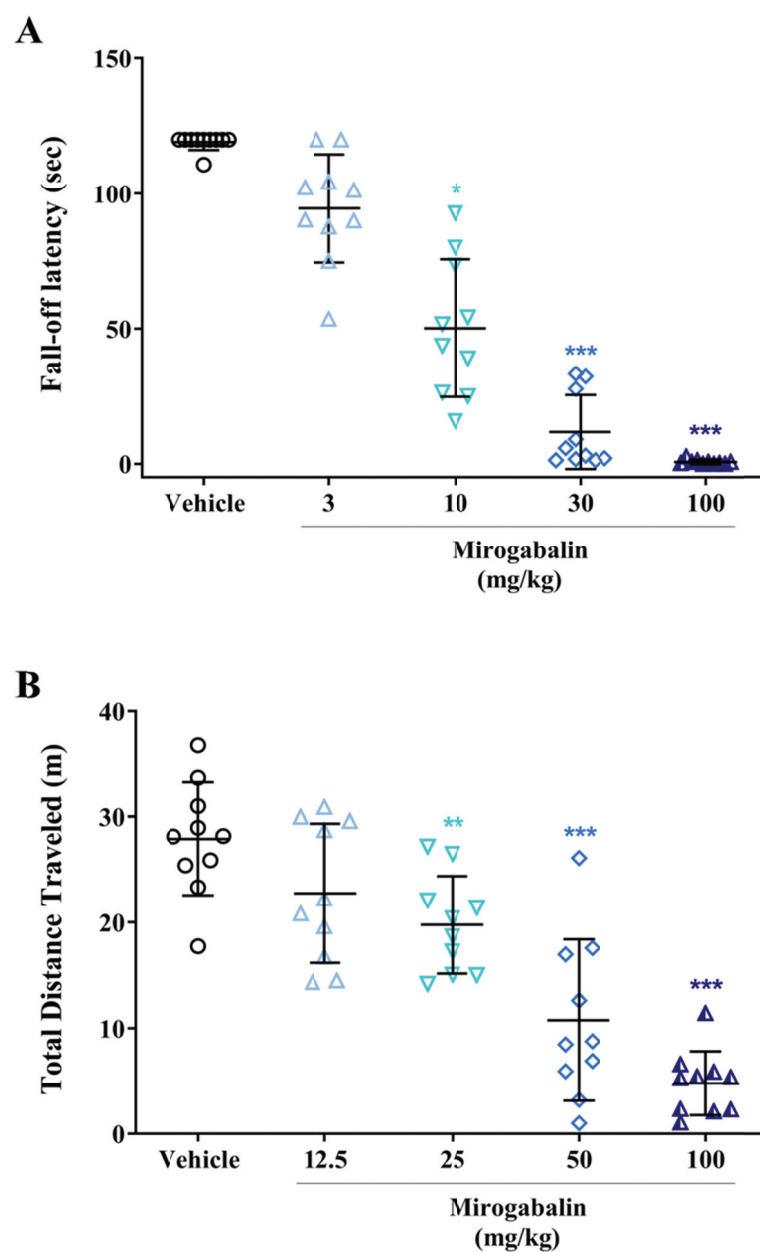 A
Fall-off latency (sec)
150
100
50
0
*
***
***
Vehicle 3 10 30 100
Mirogabalin
(mg/kg)
B
Total Distance Traveled (m)
40
30
20
10
0
**
***
***
Vehicle 12.5 25 50 100
Mirogabalin
(mg/kg)